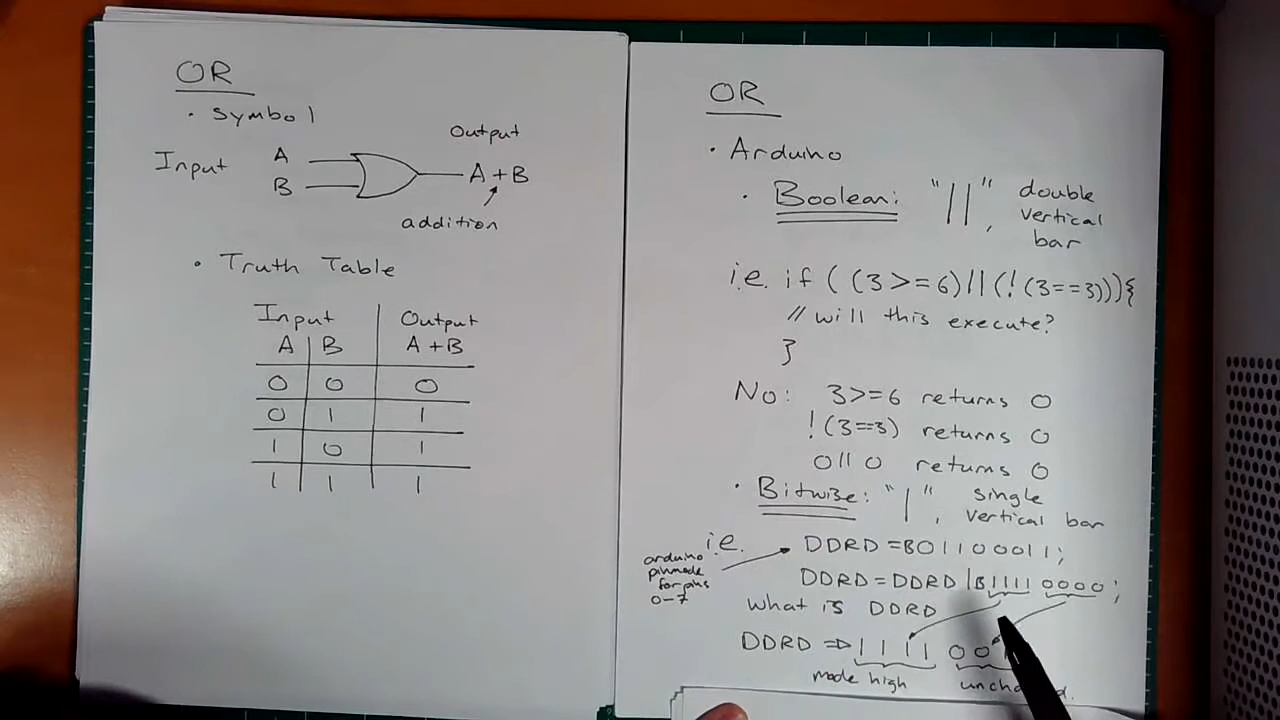 OR
• Symbol
Output
Input A
B
A + B
addition
• Truth Table
Input Output
A B A + B
0 0 0
0 1 1
1 0 1
1 1 1
OR
• Arduino
• Boolean: "||", double
vertical
bar
i.e. if ( (3 >= 6) || (! (3 == 3))){
// will this execute?
}
No: 3 >= 6 returns 0
! (3 == 3) returns 0
0 || 0 returns 0
• Bitwise: "|", single
vertical bar
i.e.
arduino
pinmode
for pins
0-7
DDRD = B01100011;
DDRD = DDRD | B11110000;
What is DDRD
DDRD => 1111 00
made high